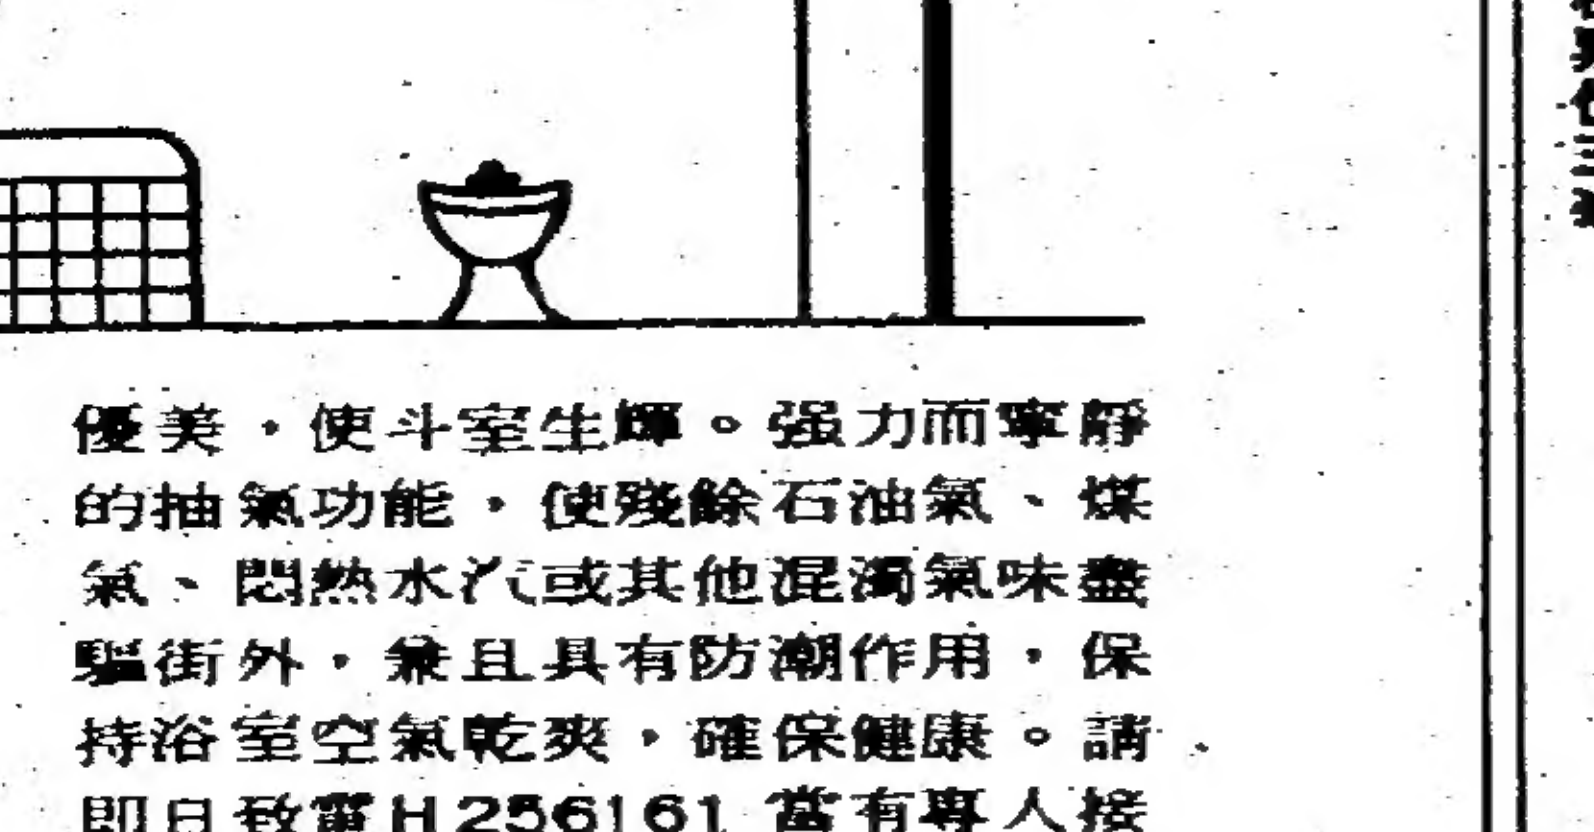 優美，使斗室生輝。强力而寧靜
的抽氣功能，使殘餘石油氣、煤
氣、悶熱水汽或其他混濁氣味盡
驅街外，兼且具有防潮作用，保
持浴室空氣乾爽，確保健康。請
即日致電H256161 當有專人接